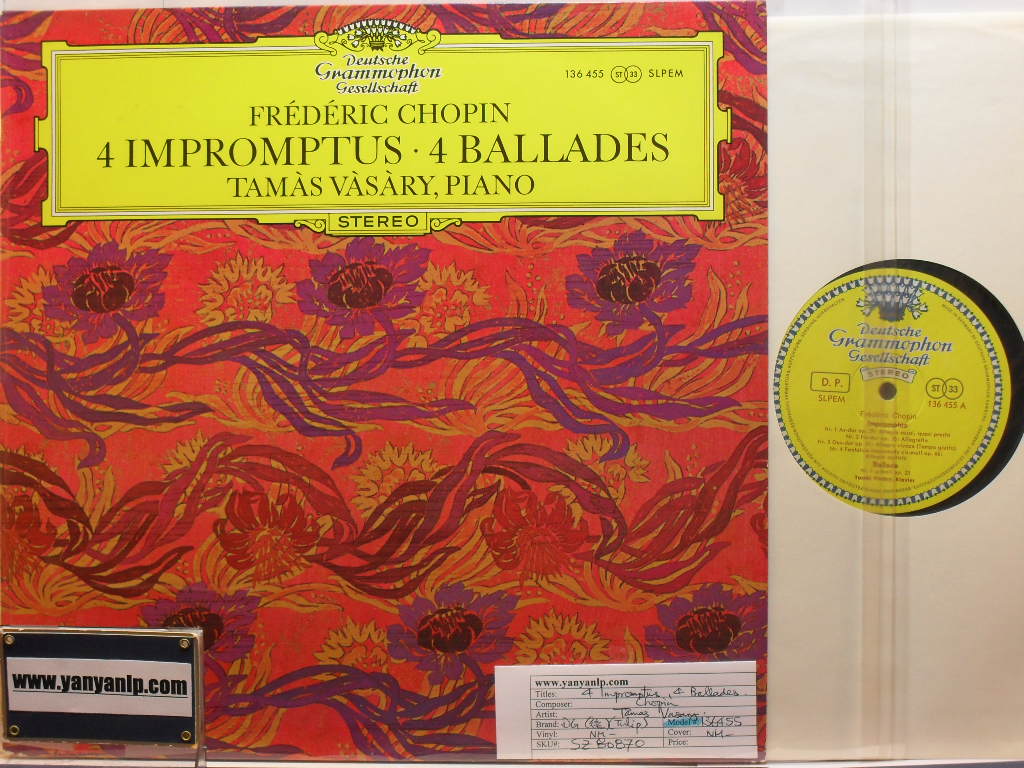 Deutsche
Grammophon
Gesellschaft
136 455 ST 33 SLPEM
FRÉDÉRIC CHOPIN
4 IMPROMPTUS · 4 BALLADES
TAMÀS VÀSÀRY, PIANO
STEREO
Deutsche
Grammophon
Gesellschaft
STEREO
D. P.
SLPEM
ST 33
136 455 A
Frédéric Chopin
Impromptus
Ballade
www.yanyanlp.com
www.yanyanlp.com
Titles: 4 Impromptus, 4 Ballades.
Composer: Chopin
Artist: Tamas Vasary.
Brand: DG Tulip) Model #: 136455
Vinyl: NM- Cover: NM-
SKU#: SZ 80870 Price: